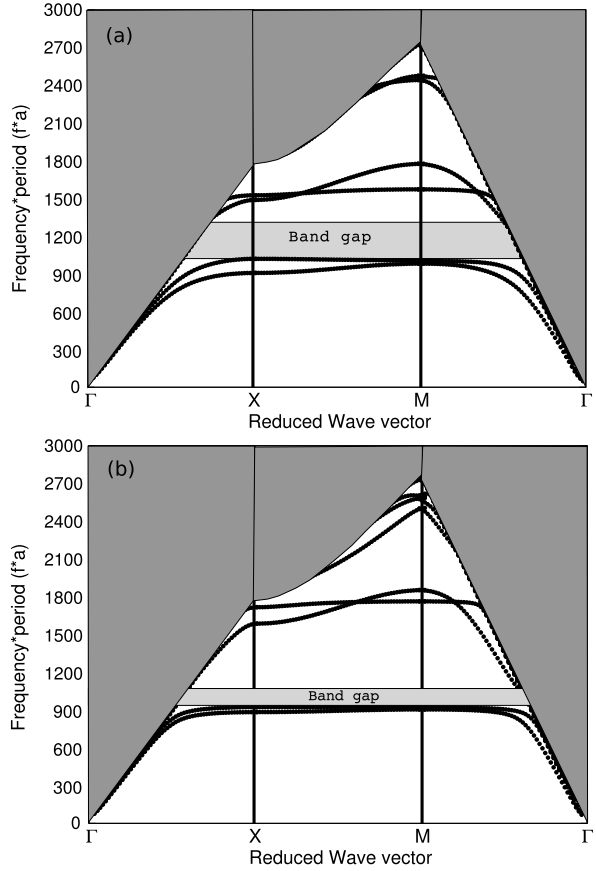 (a)
3000
2700
2400
2100
1800
1500
1200
900
600
300
0
Frequency*period (f*a)
Band gap
Γ X M Γ
Reduced Wave vector
(b)
3000
2700
2400
2100
1800
1500
1200
900
600
300
0
Frequency*period (f*a)
Band gap
Γ X M Γ
Reduced Wave vector